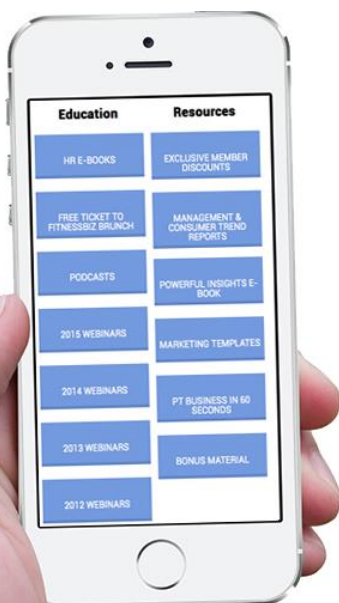 Education
HR E-BOOKS
FREE TICKET TO
FITNESSBIZ BRUNCH
PODCASTS
2015 WEBINARS
2014 WEBINARS
2013 WEBINARS
2012 WEBINARS
Resources
EXCLUSIVE MEMBER
DISCOUNTS
MANAGEMENT &
CONSUMER TREND
REPORTS
POWERFUL INSIGHTS E-
BOOK
MARKETING TEMPLATES
PT BUSINESS IN 60
SECONDS
BONUS MATERIAL